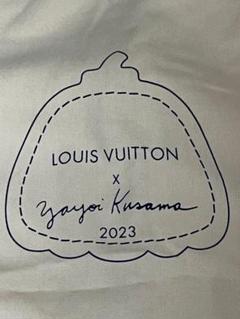 LOUIS VUITTON
x
Yayoi Kusama
2023